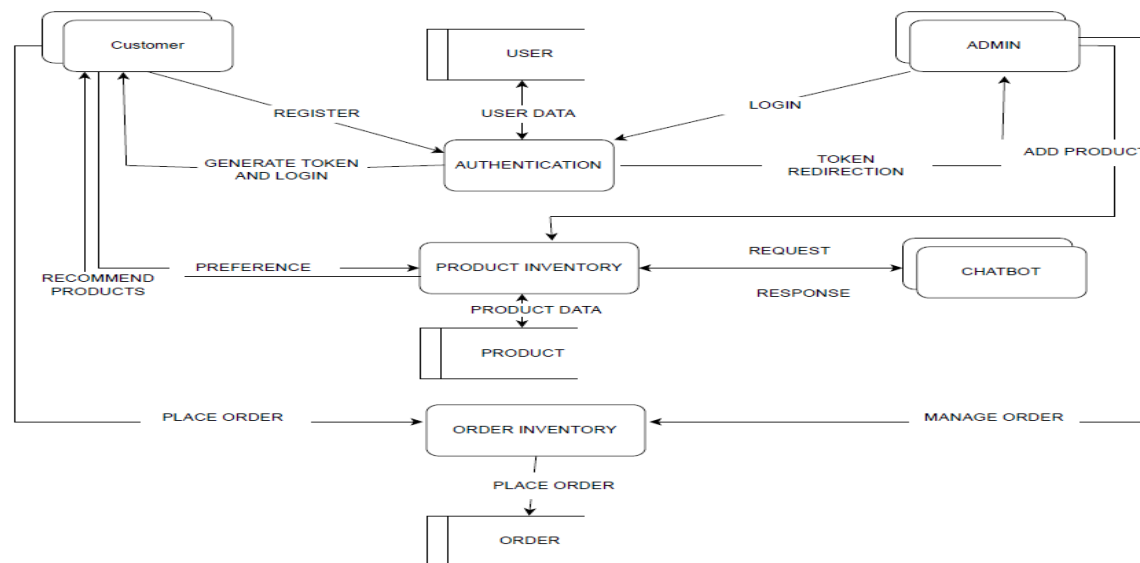 Customer
USER
ADMIN
REGISTER
USER DATA
LOGIN
GENERATE TOKEN
AND LOGIN
AUTHENTICATION
TOKEN
REDIRECTION
ADD PRODUCT
PREFERENCE
PRODUCT INVENTORY
REQUEST
CHATBOT
RECOMMEND
PRODUCTS
RESPONSE
PRODUCT DATA
PRODUCT
PLACE ORDER
ORDER INVENTORY
MANAGE ORDER
PLACE ORDER
ORDER